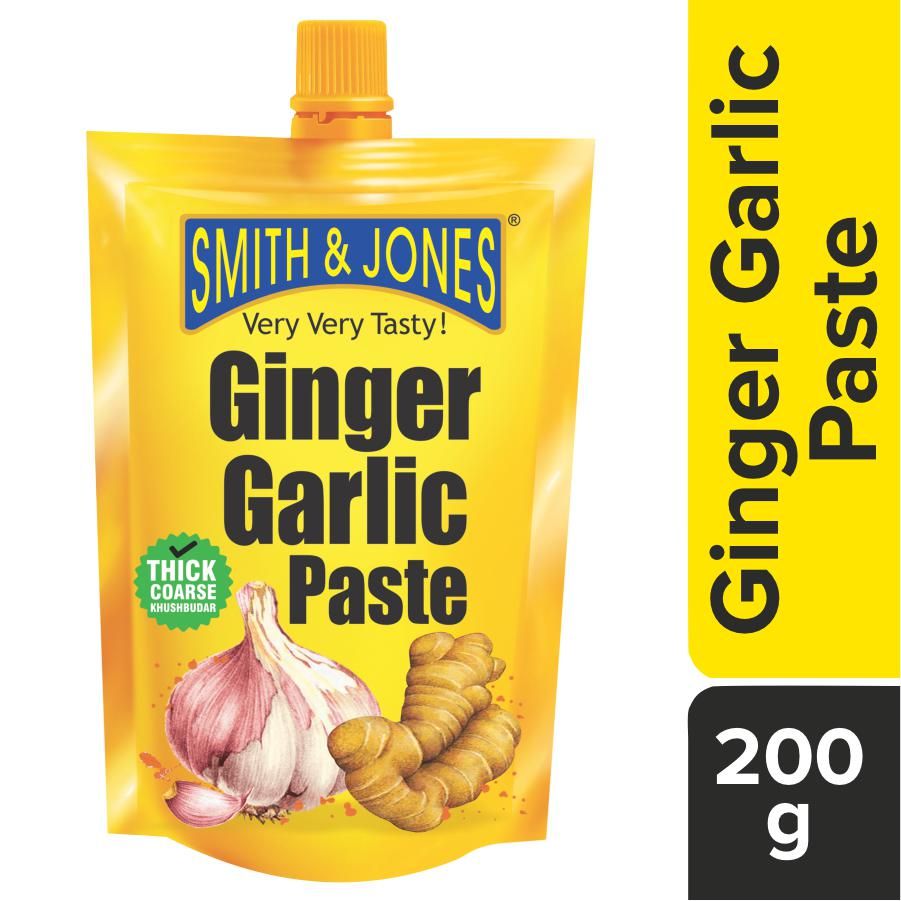 SMITH & JONES ®
Very Very Tasty!
Ginger
Garlic
Paste
THICK
COARSE
KHUSHBUDAR
Ginger Garlic
Paste
200
g